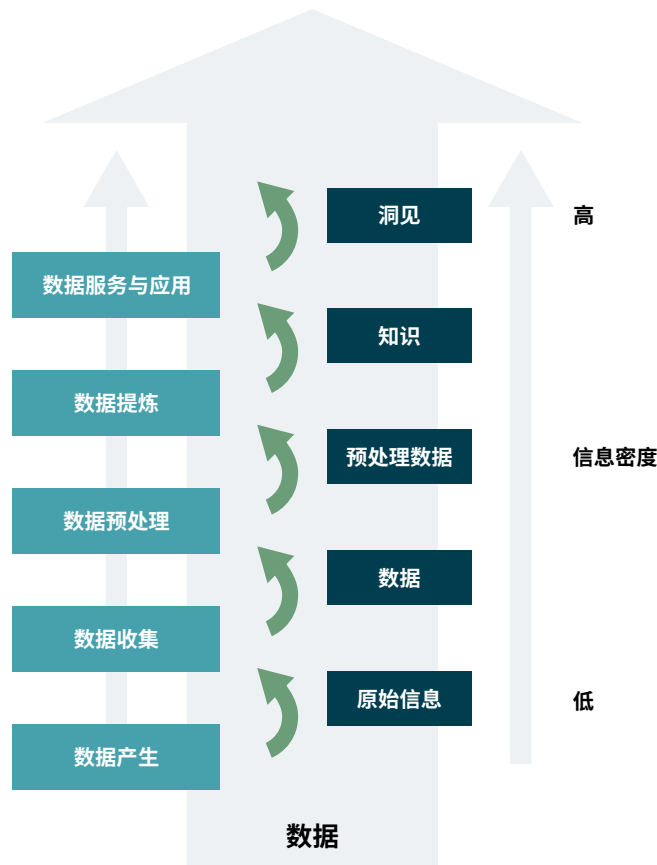 洞见
高
数据服务与应用
知识
数据提炼
预处理数据
信息密度
数据预处理
数据
数据收集
原始信息
低
数据产生
数据